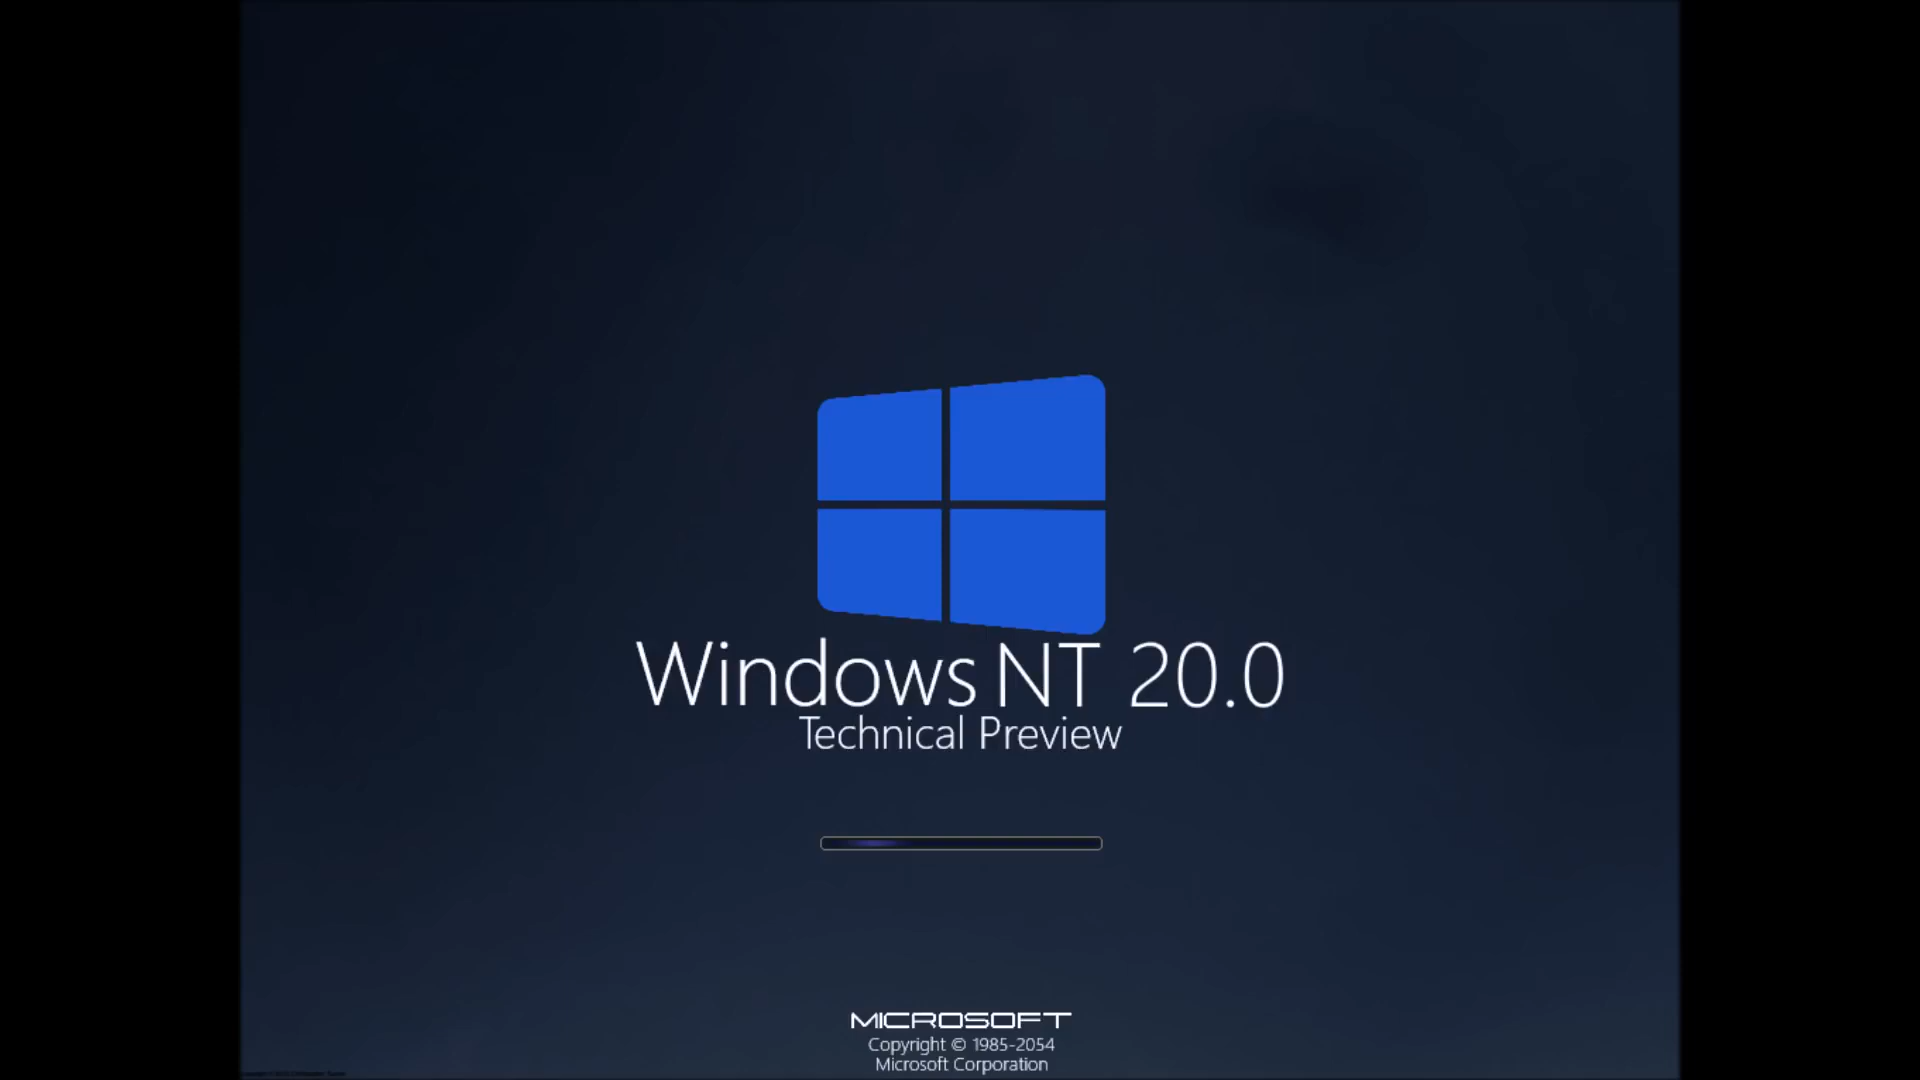 Windows NT 20.0
Technical Preview
MICROSOFT
Copyright © 1985-2054
Microsoft Corporation